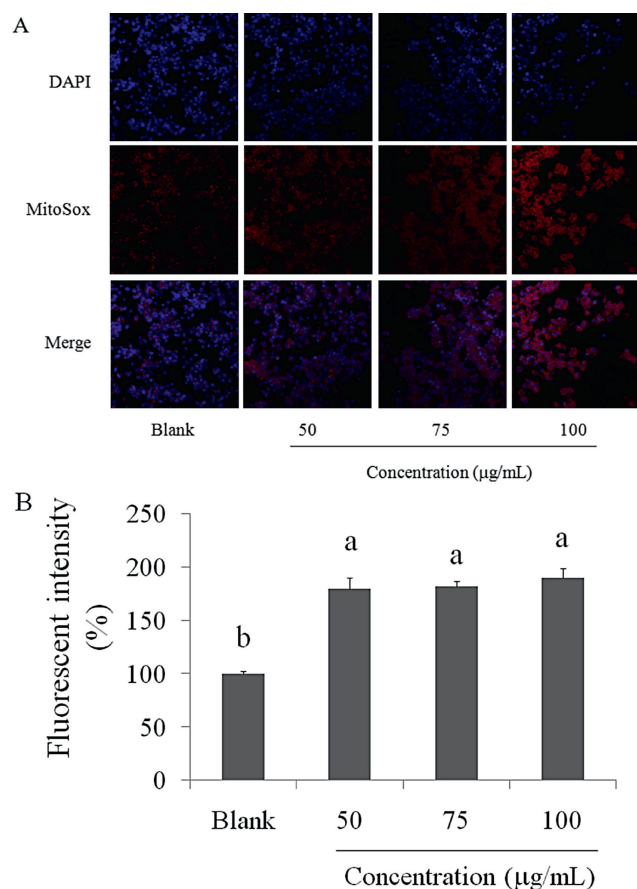 A
DAPI
MitoSox
Merge
Blank 50 75 100
Concentration (μg/mL)
B
Fluorescent intensity
(%)
250
200
150
100
50
0
b a a a
Blank 50 75 100
Concentration (μg/mL)